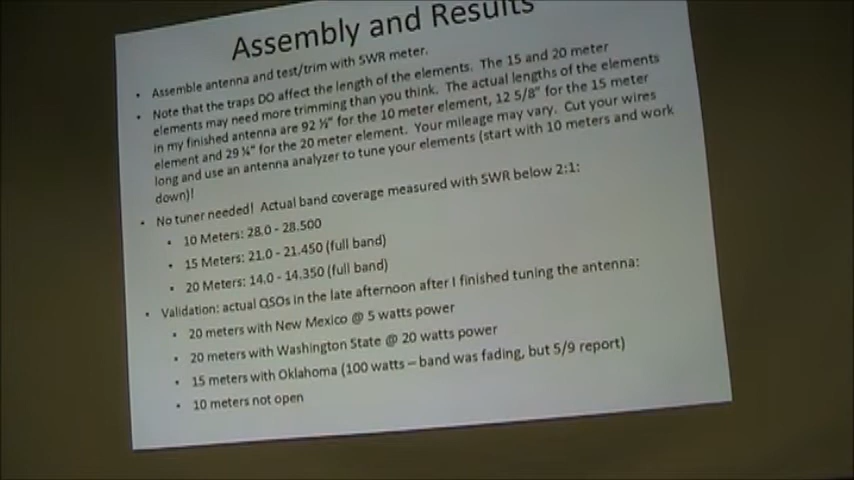 Assembly and Results
• Assemble antenna and test/trim with SWR meter.
• Note that the traps DO affect the length of the elements. The 15 and 20 meter
elements may need more trimming than you think. The actual lengths of the elements
in my finished antenna are 92 ½" for the 10 meter element, 12 5/8" for the 15 meter
element and 29 ¼" for the 20 meter element. Your mileage may vary. Cut your wires
long and use an antenna analyzer to tune your elements (start with 10 meters and work
down)!
• No tuner needed! Actual band coverage measured with SWR below 2:1:
• 10 Meters: 28.0 - 28.500
• 15 Meters: 21.0 - 21.450 (full band)
• 20 Meters: 14.0 - 14.350 (full band)
• Validation: actual QSOs in the late afternoon after I finished tuning the antenna:
• 20 meters with New Mexico @ 5 watts power
• 20 meters with Washington State @ 20 watts power
• 15 meters with Oklahoma (100 watts – band was fading, but 5/9 report)
• 10 meters not open